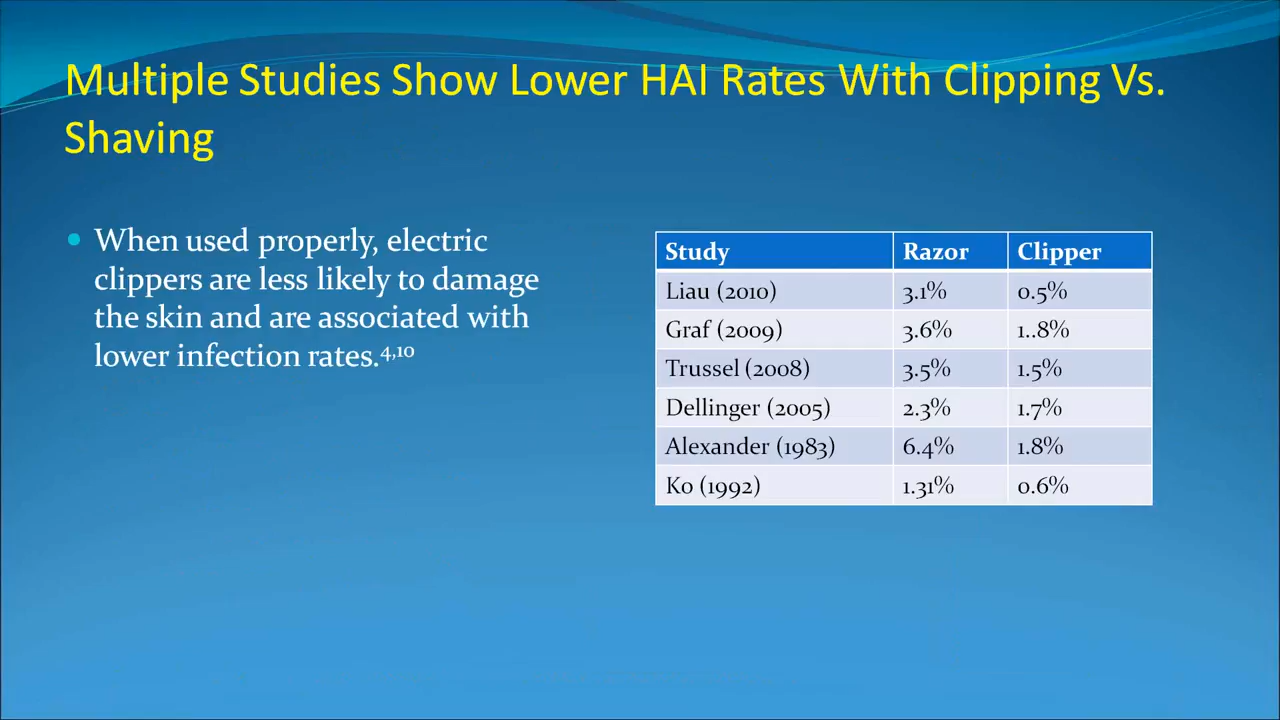 Multiple Studies Show Lower HAI Rates With Clipping Vs.
Shaving
When used properly, electric
clippers are less likely to damage
the skin and are associated with
lower infection rates.4,10
Study Razor Clipper
Liau (2010) 3.1% 0.5%
Graf (2009) 3.6% 1..8%
Trussel (2008) 3.5% 1.5%
Dellinger (2005) 2.3% 1.7%
Alexander (1983) 6.4% 1.8%
Ko (1992) 1.31% 0.6%